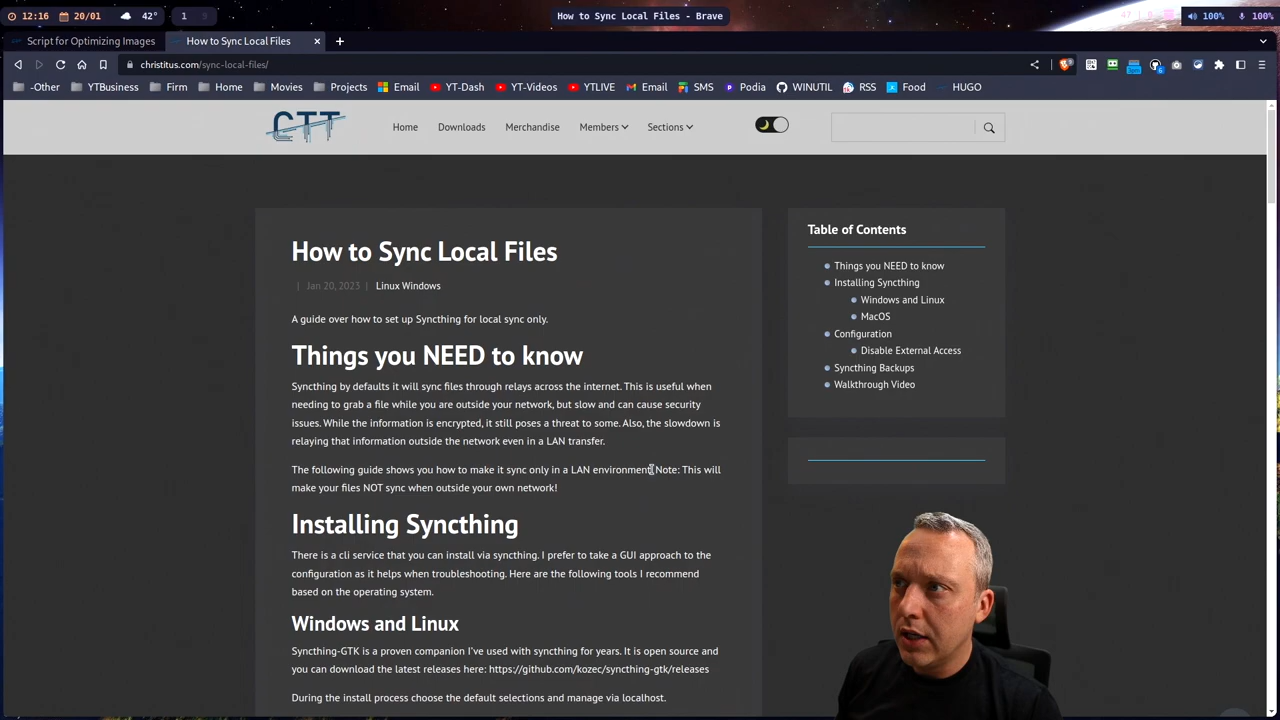 12:16 20/01 42° 1 How to Sync Local Files - Brave 47 100% 100%
Script for Optimizing Images How to Sync Local Files
christitus.com/sync-local-files/
-Other YTBusiness Firm Home Movies Projects Email YT-Dash YT-Videos YTLIVE Email SMS Podia WINUTIL RSS Food HUGO
CTT Home Downloads Merchandise Members Sections
How to Sync Local Files
| Jan 20, 2023 | Linux Windows
A guide over how to set up Syncthing for local sync only.
Things you NEED to know
Syncthing by defaults it will sync files through relays across the internet. This is useful when
needing to grab a file while you are outside your network, but slow and can cause security
issues. While the information is encrypted, it still poses a threat to some. Also, the slowdown is
relaying that information outside the network even in a LAN transfer.
The following guide shows you how to make it sync only in a LAN environment. Note: This will
make your files NOT sync when outside your own network!
Installing Syncthing
There is a cli service that you can install via syncthing. I prefer to take a GUI approach to the
configuration as it helps when troubleshooting. Here are the following tools I recommend
based on the operating system.
Windows and Linux
Syncthing-GTK is a proven companion I've used with syncthing for years. It is open source and
you can download the latest releases here: https://github.com/kozec/syncthing-gtk/releases
During the install process choose the default selections and manage via localhost.
Table of Contents
Things you NEED to know
Installing Syncthing
Windows and Linux
MacOS
Configuration
Disable External Access
Syncthing Backups
Walkthrough Video